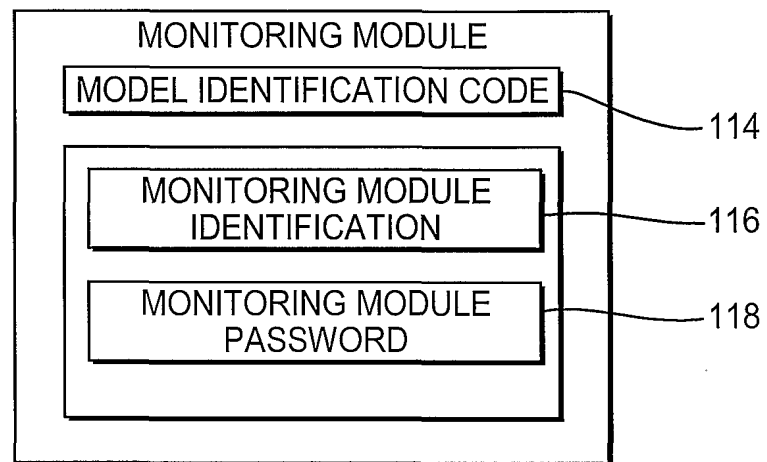 MONITORING MODULE
MODEL IDENTIFICATION CODE
114
MONITORING MODULE
IDENTIFICATION
116
MONITORING MODULE
PASSWORD
118